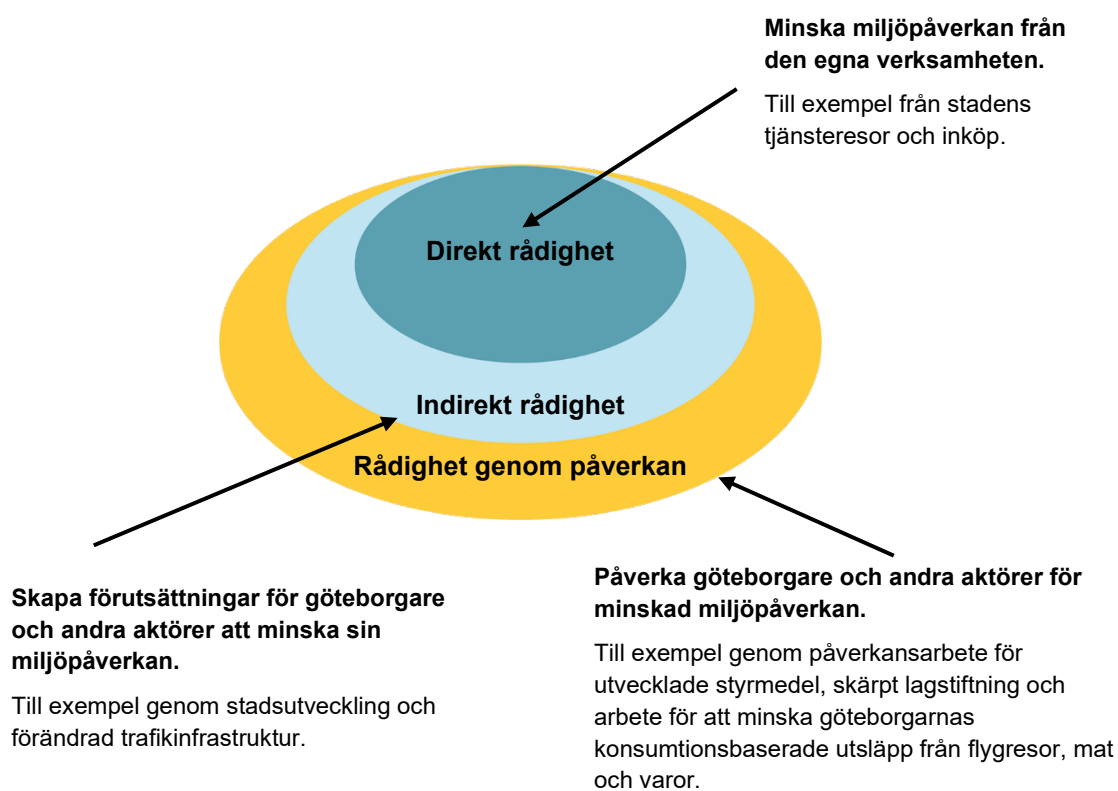 Minska miljöpåverkan från
den egna verksamheten.
Till exempel från stadens
tjänsteresor och inköp.
Direkt rådighet
Indirekt rådighet
Rådighet genom påverkan
Skapa förutsättningar för göteborgare
och andra aktörer att minska sin
miljöpåverkan.
Till exempel genom stadsutveckling och
förändrad trafikinfrastruktur.
Påverka göteborgare och andra aktörer för
minskad miljöpåverkan.
Till exempel genom påverkansarbete för
utvecklade styrmedel, skärpt lagstiftning och
arbete för att minska göteborgarnas
konsumtionsbaserade utsläpp från flygresor, mat
och varor.